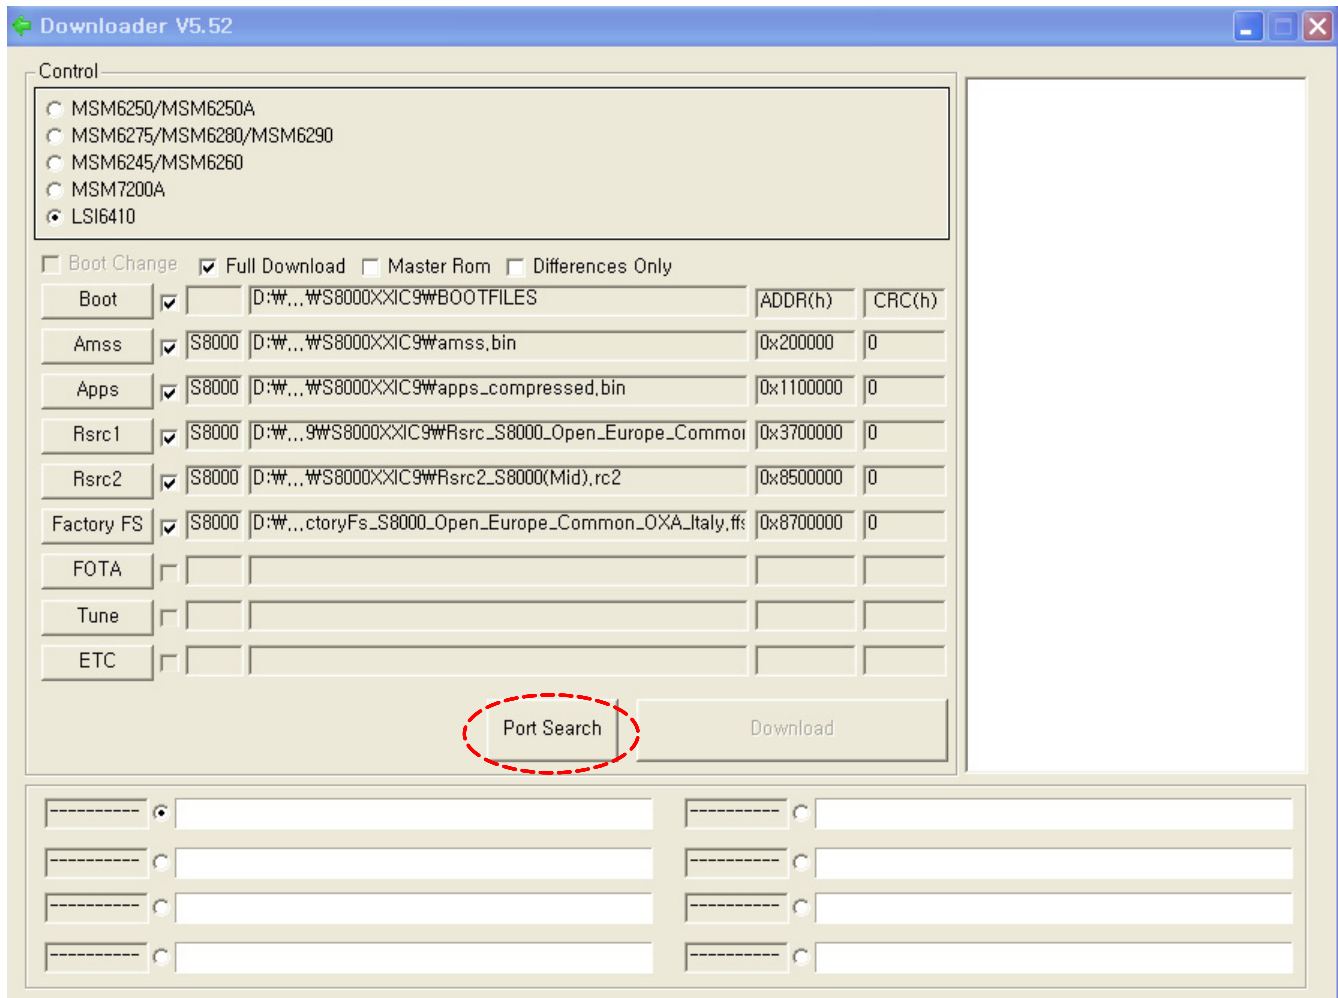 Downloader V5.52
Control
MSM6250/MSM6250A
MSM6275/MSM6280/MSM6290
MSM6245/MSM6260
MSM7200A
LSI6410
Boot Change Full Download Master Rom Differences Only
Boot D:₩...₩S8000XXIC9₩BOOTFILES ADDR(h) CRC(h)
Amss S8000 D:₩...₩S8000XXIC9₩amss.bin 0x200000 0
Apps S8000 D:₩...₩S8000XXIC9₩apps_compressed.bin 0x1100000 0
Rsrc1 S8000 D:₩...9₩S8000XXIC9₩Rsrc_S8000_Open_Europe_Common 0x3700000 0
Rsrc2 S8000 D:₩...₩S8000XXIC9₩Rsrc2_S8000(Mid).rc2 0x8500000 0
Factory FS S8000 D:₩...ctoryFs_S8000_Open_Europe_Common_OXA_Italy.ffs 0x8700000 0
FOTA
Tune
ETC
Port Search Download
---------- ----------
---------- ----------
---------- ----------
---------- ----------